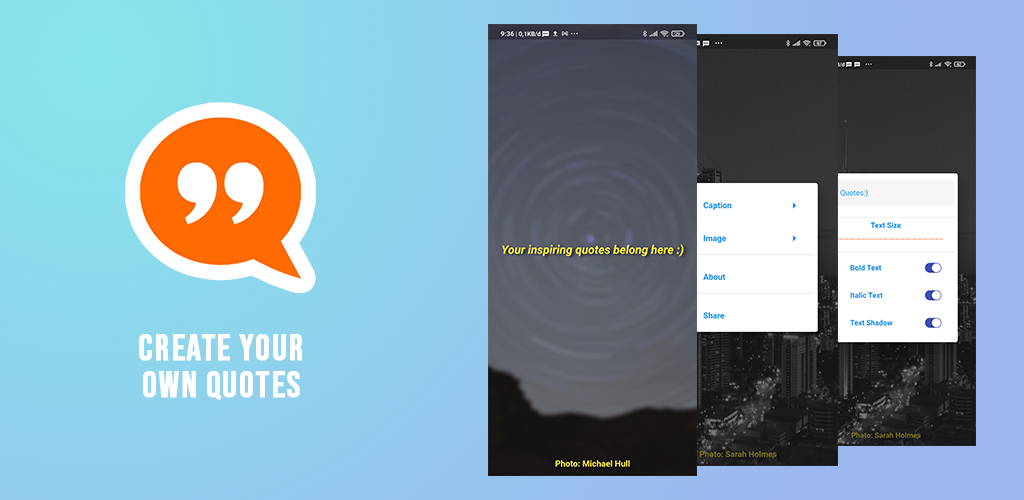 CREATE YOUR
OWN QUOTES
9:36 | 0,1KB/d
Your inspiring quotes belong here :)
Photo: Michael Hull
Caption
Image
About
Share
Photo: Sarah Holmes
Quotes:)
Text Size
Bold Text
Italic Text
Text Shadow
Photo: Sarah Holmes